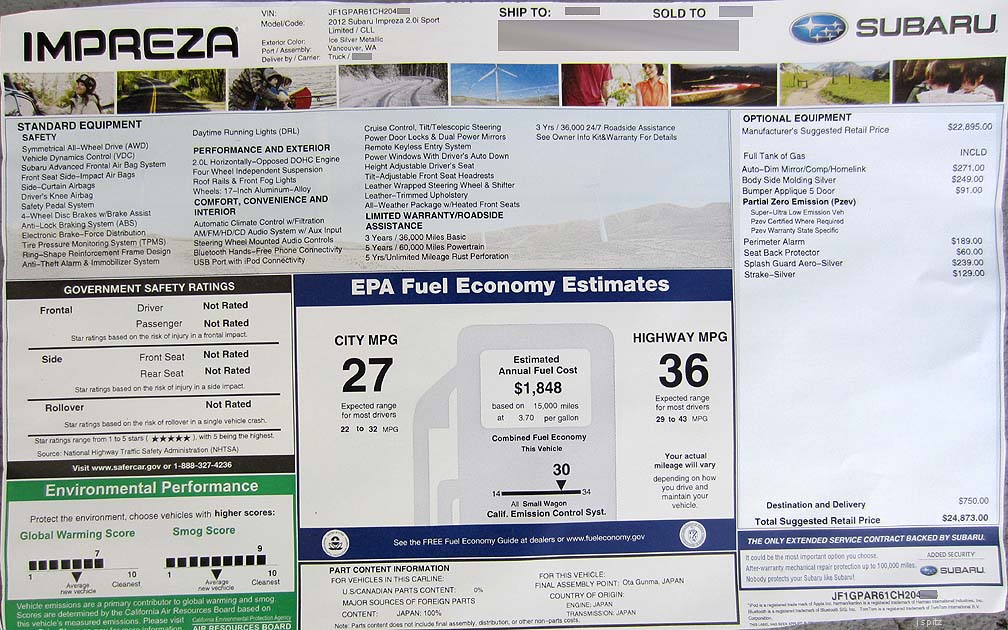 IMPREZA
VIN: JF1GPAR61CH204
Model/Code: 2012 Subaru Impreza 2.0i Sport
Limited / CLL
Exterior Color: Ice Silver Metallic
Port / Assembly: Vancouver, WA
Deliver by / Carrier: Truck /
SHIP TO:
SOLD TO
SUBARU
STANDARD EQUIPMENT
SAFETY
Symmetrical All-Wheel Drive (AWD)
Vehicle Dynamics Control (VDC)
Subaru Advanced Frontal Air Bag System
Front Seat Side-Impact Air Bags
Side-Curtain Airbags
Driver's Knee Airbag
Safety Pedal System
4-Wheel Disc Brakes w/Brake Assist
Anti-Lock Braking System (ABS)
Electronic Brake-Force Distribution
Tire Pressure Monitoring System (TPMS)
Ring-Shape Reinforcement Frame Design
Anti-Theft Alarm & Immobilizer System
Daytime Running Lights (DRL)
PERFORMANCE AND EXTERIOR
2.0L Horizontally-Opposed DOHC Engine
Four Wheel Independent Suspension
Roof Rails & Front Fog Lights
Wheels: 17-Inch Aluminum-Alloy
COMFORT, CONVENIENCE AND
INTERIOR
Automatic Climate Control w/Filtration
AM/FM/HD/CD Audio System w/ Aux Input
Steering Wheel Mounted Audio Controls
Bluetooth Hands-Free Phone Connectivity
USB Port with iPod Connectivity
Cruise Control, Tilt/Telescopic Steering
Power Door Locks & Dual Power Mirrors
Remote Keyless Entry System
Power Windows With Driver's Auto Down
Height Adjustable Driver's Seat
Tilt-Adjustable Front Seat Headrests
Leather Wrapped Steering Wheel & Shifter
Leather-Trimmed Upholstery
All-Weather Package w/Heated Front Seats
LIMITED WARRANTY/ROADSIDE
ASSISTANCE
3 Years / 36,000 Miles Basic
5 Years / 60,000 Miles Powertrain
5 Yrs/Unlimited Mileage Rust Perforation
3 Yrs / 36,000 24/7 Roadside Assistance
See Owner Info Kit&Warranty For Details
OPTIONAL EQUIPMENT
Manufacturer's Suggested Retail Price $22,895.00
Full Tank of Gas INCLD
Auto-Dim Mirror/Comp/Homelink $271.00
Body Side Molding Silver $249.00
Bumper Applique 5 Door $91.00
Partial Zero Emission (Pzev)
Super-Ultra Low Emission Veh
Pzev Certified Where Required
Pzev Warranty State Specific
Perimeter Alarm $189.00
Seat Back Protector $60.00
Splash Guard Aero-Silver $239.00
Strake-Silver $129.00
Destination and Delivery $750.00
Total Suggested Retail Price $24,873.00
THE ONLY EXTENDED SERVICE CONTRACT BACKED BY SUBARU.
It could be the most important option you choose.
After-warranty mechanical repair protection up to 100,000 miles.
Nobody protects your Subaru like Subaru!
ADDED SECURITY
SUBARU
JF1GPAR61CH204
GOVERNMENT SAFETY RATINGS
Frontal Driver Not Rated
Passenger Not Rated
Star ratings based on the risk of injury in a frontal impact.
Side Front Seat Not Rated
Rear Seat Not Rated
Star ratings based on the risk of injury in a side impact.
Rollover Not Rated
Star ratings based on the risk of rollover in a single vehicle crash.
Star ratings range from 1 to 5 stars (★★★★★), with 5 being the highest.
Source: National Highway Traffic Safety Administration (NHTSA)
Visit www.safercar.gov or 1-888-327-4236
Environmental Performance
Protect the environment, choose vehicles with higher scores:
Global Warming Score Smog Score
7
1 Average new vehicle Cleanest 10
9
1 Average new vehicle Cleanest 10
Vehicle emissions are a primary contributor to global warming and smog.
Scores are determined by the California Air Resources Board based on
this vehicle's measured emissions. Please visit
California Environmental Protection Agency
AIR RESOURCES BOARD
EPA Fuel Economy Estimates
CITY MPG
27
Expected range
for most drivers
22 to 32 MPG
Estimated
Annual Fuel Cost
$1,848
based on 15,000 miles
at 3.70 per gallon
Combined Fuel Economy
This Vehicle
30
14 34
All Small Wagon
Calif. Emission Control Syst.
HIGHWAY MPG
36
Expected range
for most drivers
29 to 43 MPG
Your actual
mileage will vary
depending on how
you drive and
maintain your
vehicle.
See the FREE Fuel Economy Guide at dealers or www.fueleconomy.gov
PART CONTENT INFORMATION
FOR VEHICLES IN THIS CARLINE:
U.S/CANADIAN PARTS CONTENT: 0%
MAJOR SOURCES OF FOREIGN PARTS
CONTENT: JAPAN: 100%
Note: Parts content does not include final assembly, distribution, or other non-parts costs.
FOR THIS VEHICLE:
FINAL ASSEMBLY POINT: Ota Gunma, JAPAN
COUNTRY OF ORIGIN:
ENGINE: JAPAN
TRANSMISSION: JAPAN
spitz